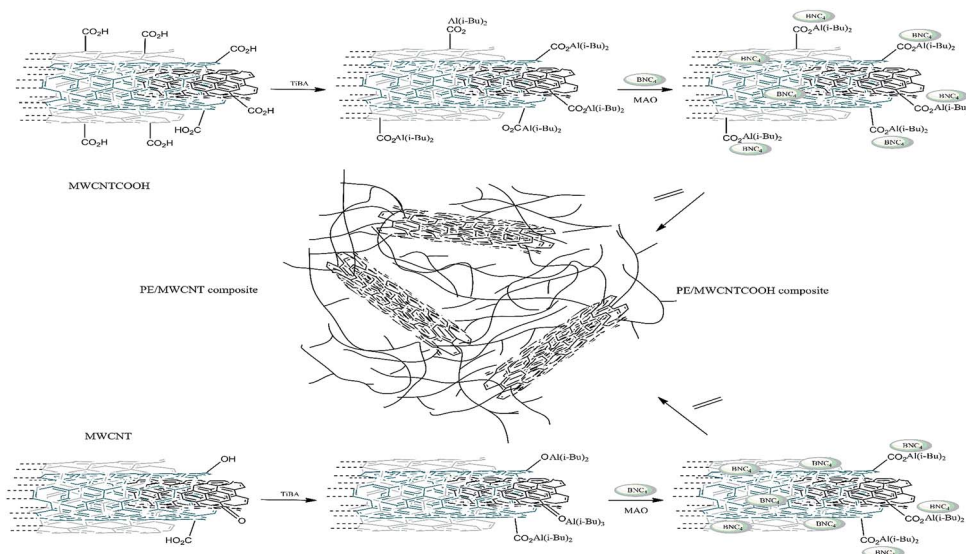 CO₂H
CO₂H
CO₂H
CO₂H
HO₂C
CO₂H
CO₂H
TiBA
Al(i-Bu)₂
CO₂
CO₂Al(i-Bu)₂
CO₂Al(i-Bu)₂
O₂CAl(i-Bu)₂
CO₂Al(i-Bu)₂
BNC₄
MAO
BNC₄
CO₂Al(i-Bu)₂
BNC₄
CO₂Al(i-Bu)₂
BNC₄
BNC₄
BNC₄
CO₂Al(i-Bu
CO₂Al(i-Bu)₂
BNC₄
CO₂Al(i-Bu)₂
BNC₄
MWCNTCOOH
PE/MWCNT composite
PE/MWCNTCOOH composite
MWCNT
OH
O
HO₂C
TiBA
OAl(i-Bu)₂
OAl(i-Bu)₃
CO₂Al(i-Bu)₂
BNC₄
MAO
BNC₄
CO₂Al(i-Bu)₂
BNC₄
BNC₄
BNC₄
BNC₄
CO₂Al(i-Bu)₂
BNC₄
BNC₄
CO₂Al(i-Bu)₂
BNC₄